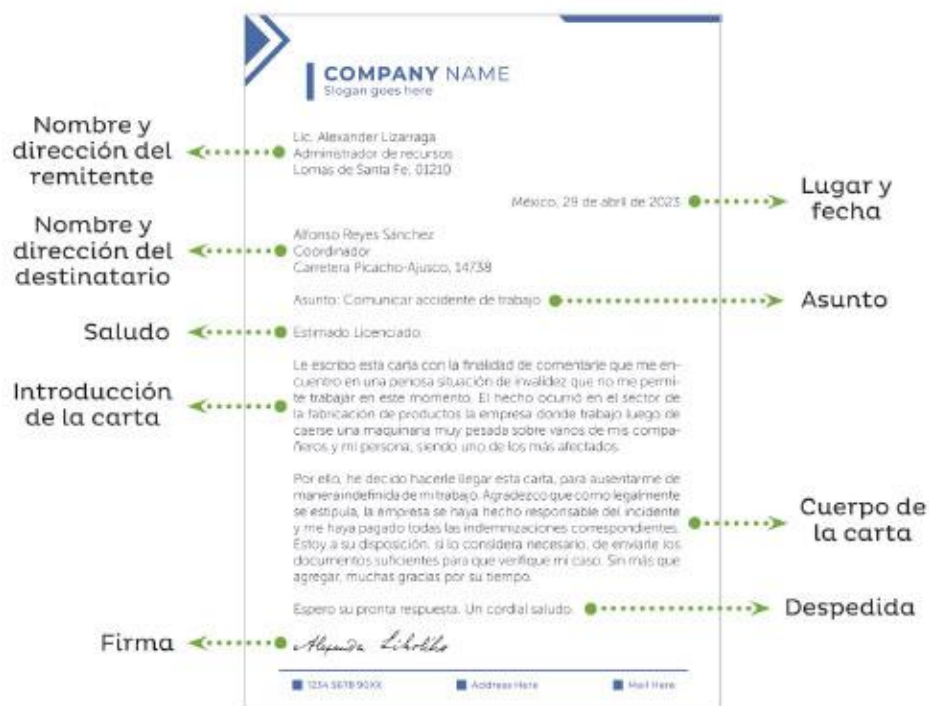 COMPANY NAME
Slogan goes here
Nombre y
dirección del
remitente
Lic. Alexander Lizarraga
Administrador de recursos
Lomas de Santa Fe, 01210
México, 29 de abril de 2023
Lugar y
fecha
Nombre y
dirección del
destinatario
Alfonso Reyes Sánchez
Coordinador
Carretera Picacho-Ajusco, 14738
Asunto: Comunicar accidente de trabajo
Asunto
Saludo
Estimado Licenciado:
Introducción
de la carta
Le escribo esta carta con la finalidad de comentarle que me en-
cuentro en una penosa situación de invalidez que no me permi-
te trabajar en este momento. El hecho ocurrió en el sector de
la fabricación de productos la empresa donde trabajo luego de
caerse una maquinaria muy pesada sobre varios de mis compa-
ñeros y mi persona, siendo uno de los más afectados.
Por ello, he decido hacerle llegar esta carta, para ausentarme de
manera indefinida de mi trabajo. Agradezco que como legalmente
se estipula, la empresa se haya hecho responsable del incidente
y me haya pagado todas las indemnizaciones correspondientes.
Estoy a su disposición, si lo considera necesario, de enviarle los
documentos suficientes para que verifique mi caso. Sin más que
agregar, muchas gracias por su tiempo.
Cuerpo de
la carta
Espero su pronta respuesta. Un cordial saludo.
Despedida
Firma
1234 5678 90XX
Address Here
Mail Here